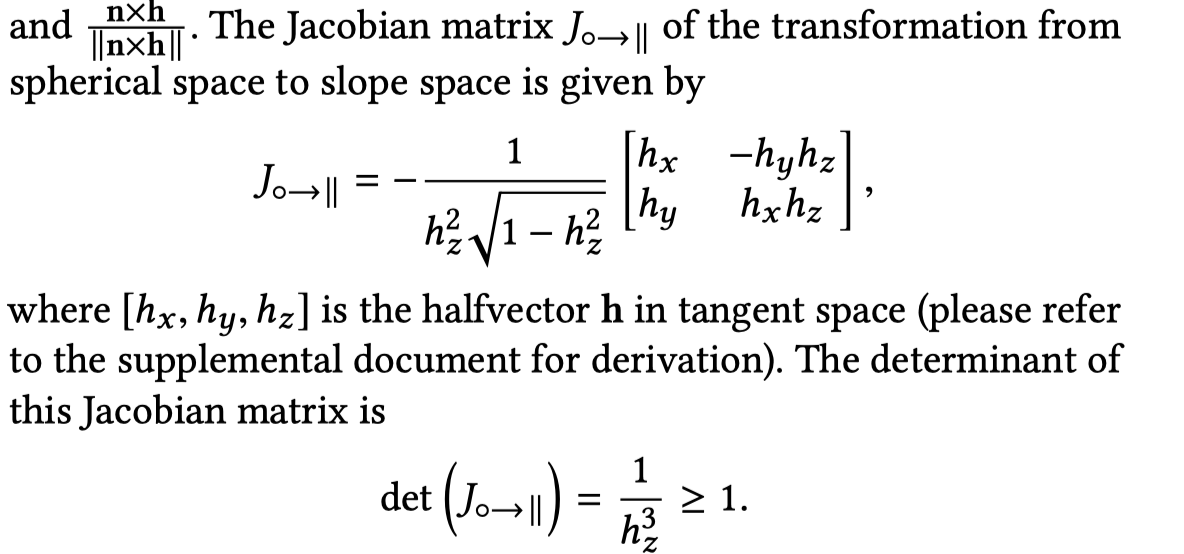 and $\frac{\mathbf{n}\times\mathbf{h}}{\|\mathbf{n}\times\mathbf{h}\|}$. The Jacobian matrix $J_{\circ\to\|}$ of the transformation from
spherical space to slope space is given by
$J_{\circ\to\|} = -\frac{1}{h_z^2\sqrt{1-h_z^2}} \begin{bmatrix} h_x & -h_y h_z \\ h_y & h_x h_z \end{bmatrix},$
where $[h_x, h_y, h_z]$ is the halfvector $\mathbf{h}$ in tangent space (please refer
to the supplemental document for derivation). The determinant of
this Jacobian matrix is
$\det\left(J_{\circ\to\|}\right) = \frac{1}{h_z^3} \geq 1.$